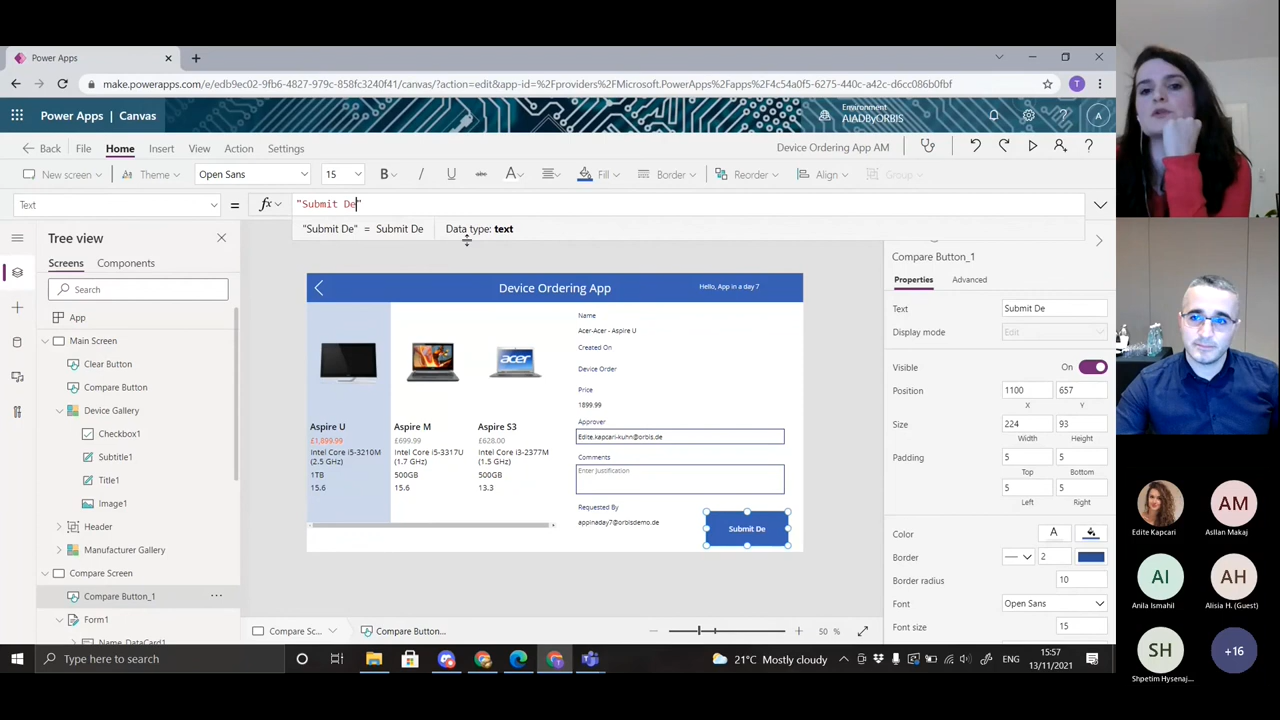 Power Apps
make.powerapps.com/e/edb9ec02-9fb6-4827-979c-858fc3240f41/canvas/?action=edit&app-id=%2Fproviders%2FMicrosoft.PowerApps%2Fapps%2F4c54a0f5-6275-440c-a42c-d6cc086b0fbf
T
Power Apps | Canvas
Environment
AIADByORBIS
A
Back File Home Insert View Action Settings
Device Ordering App AM
New screen Theme Open Sans 15 B Fill Border Reorder Align Group
Text = fx "Submit De"
"Submit De" = Submit De Data type: text
Tree view
Screens Components
Search
App
Main Screen
Clear Button
Compare Button
Device Gallery
Checkbox1
Subtitle1
Title1
Image1
Header
Manufacturer Gallery
Compare Screen
Compare Button_1
Form1
Name_DataCard1
Device Ordering App
Hello, App in a day 7
acer
Aspire U
£1,899.99
Intel Core i5-3210M
(2.5 GHz)
1TB
15.6
Aspire M
£699.99
Intel Core i5-3317U
(1.7 GHz)
500GB
15.6
Aspire S3
£628.00
Intel Core i3-2377M
(1.5 GHz)
500GB
13.3
Name
Acer-Acer - Aspire U
Created On
Device Order
Price
1899.99
Approver
Edite.kapcari-kuhn@orbis.de
Comments
Enter Justification
Requested By
appinaday7@orbisdemo.de
Submit De
Compare Sc...
Compare Button...
50 %
Compare Button_1
Properties Advanced
Text Submit De
Display mode Edit
Visible On
Position 1100 657
X Y
Size 224 93
Width Height
Padding 5 5
Top Bottom
5 5
Left Right
Color A
Border 2
Border radius 10
Font Open Sans
Font size 15
Type here to search
21°C Mostly cloudy
ENG
15:57
13/11/2021
Edite Kapcari
AM
Asllan Makaj
AI
Anila Ismahil
AH
Alisia H. (Guest)
SH
Shpetim Hysenaj...
+16